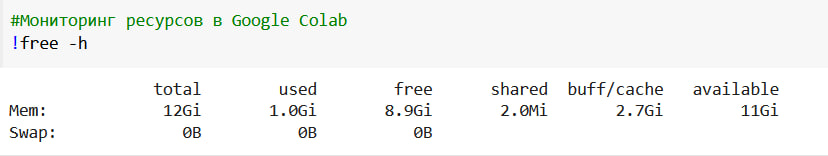 #Мониторинг ресурсов в Google Colab
!free -h
total used free shared buff/cache available
Mem: 12Gi 1.0Gi 8.9Gi 2.0Mi 2.7Gi 11Gi
Swap: 0B 0B 0B